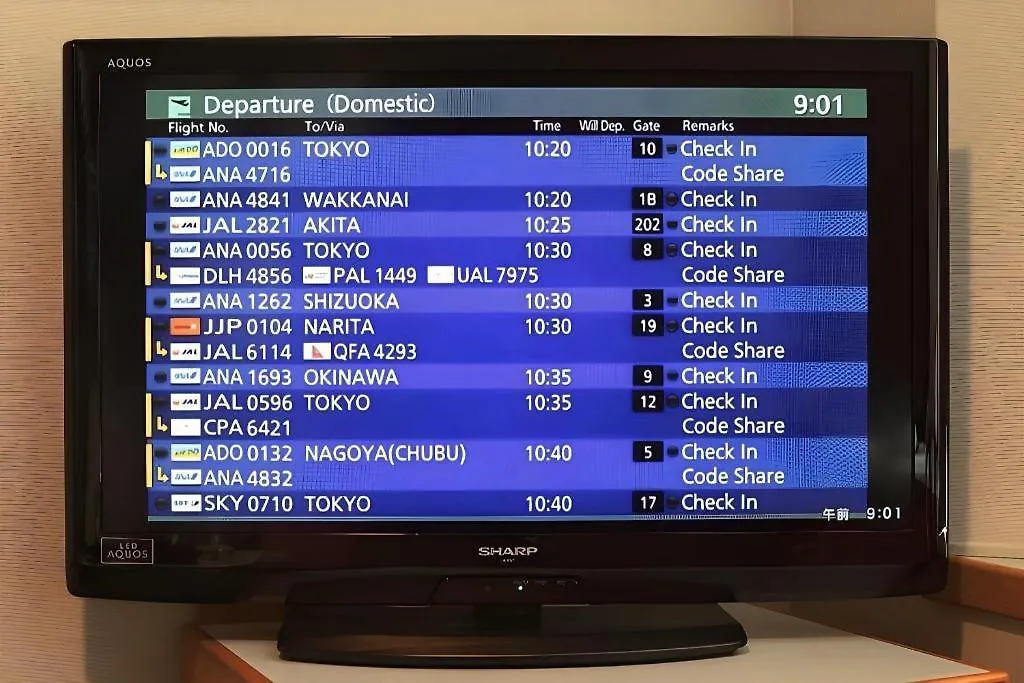 AQUOS
Departure (Domestic) 9:01
Flight No. To/Via Time Will Dep. Gate Remarks
ADO 0016 TOKYO 10:20 10 Check In
ANA 4716 Code Share
ANA 4841 WAKKANAI 10:20 1B Check In
JAL JAL 2821 AKITA 10:25 202 Check In
ANA 0056 TOKYO 10:30 8 Check In
DLH 4856 PAL 1449 UAL 7975 Code Share
ANA 1262 SHIZUOKA 10:30 3 Check In
JJP 0104 NARITA 10:30 19 Check In
JAL JAL 6114 QFA 4293 Code Share
ANA 1693 OKINAWA 10:35 9 Check In
JAL JAL 0596 TOKYO 10:35 12 Check In
CPA 6421 Code Share
ADO 0132 NAGOYA(CHUBU) 10:40 5 Check In
ANA 4832 Code Share
SKY 0710 TOKYO 10:40 17 Check In
午前 9:01
LED
AQUOS
SHARP